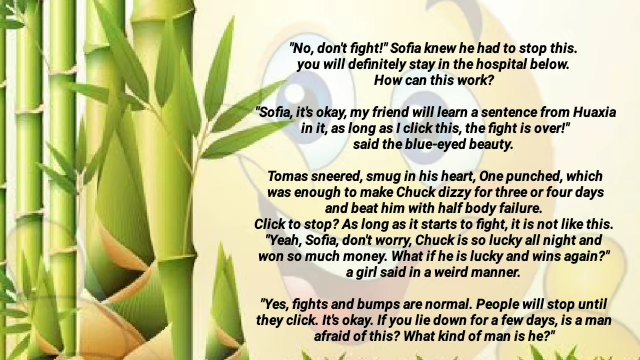 "No, don't fight!" Sofia knew he had to stop this.
you will definitely stay in the hospital below.
How can this work?
"Sofia, it's okay, my friend will learn a sentence from Huaxia
in it, as long as I click this, the fight is over!"
said the blue-eyed beauty.
Tomas sneered, smug in his heart, One punched, which
was enough to make Chuck dizzy for three or four days
and beat him with half body failure.
Click to stop? As long as it starts to fight, it is not like this.
"Yeah, Sofia, don't worry, Chuck is so lucky all night and
won so much money. What if he is lucky and wins again?"
a girl said in a weird manner.
"Yes, fights and bumps are normal. People will stop until
they click. It's okay. If you lie down for a few days, is a man
afraid of this? What kind of man is he?"